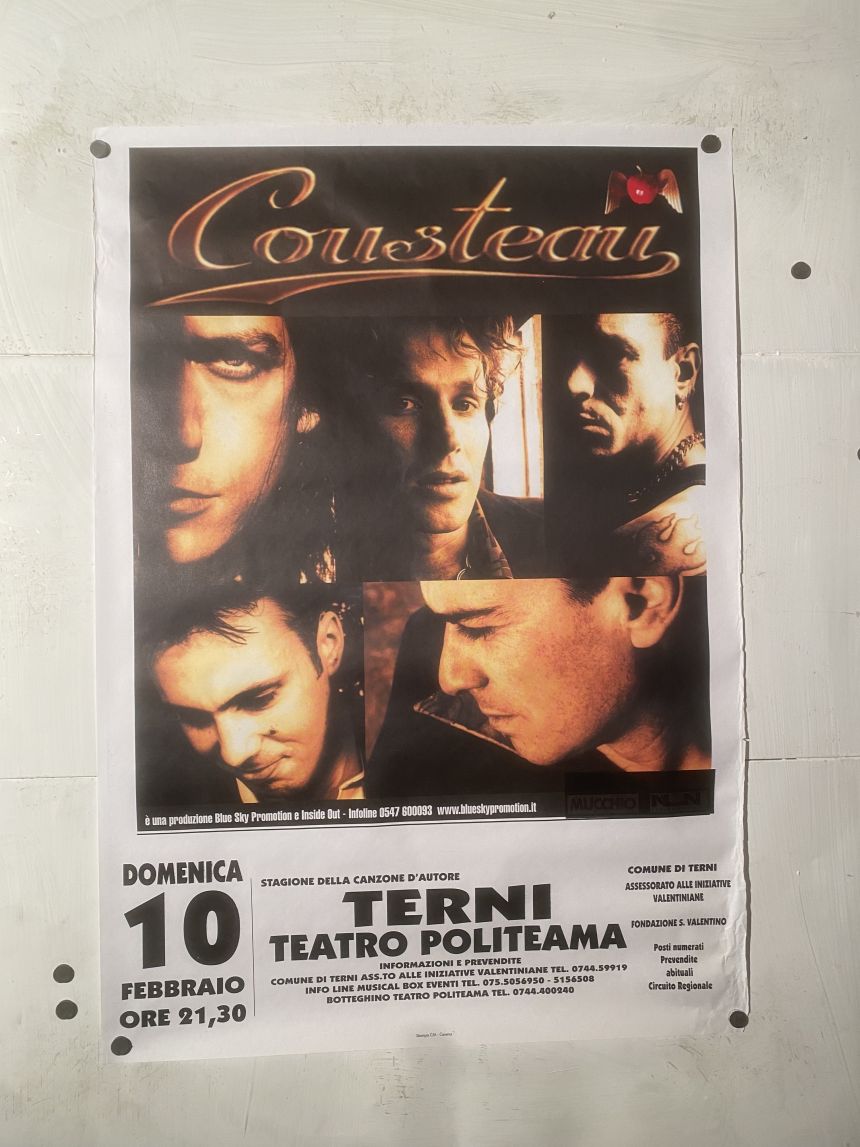 Cousteau
è una produzione Blue Sky Promotion e Inside Out - Infoline 0547 600093 www.blueskypromotion.it
MUCCHIO
DOMENICA
10
FEBBRAIO
ORE 21,30
STAGIONE DELLA CANZONE D'AUTORE
TERNI
TEATRO POLITEAMA
INFORMAZIONI E PREVENDITE
COMUNE DI TERNI ASS.TO ALLE INIZIATIVE VALENTINIANE TEL. 0744.59919
INFO LINE MUSICAL BOX EVENTI TEL. 075.5056950 - 5156508
BOTTEGHINO TEATRO POLITEAMA TEL. 0744.400240
COMUNE DI TERNI
ASSESSORATO ALLE INIZIATIVE
VALENTINIANE
FONDAZIONE S. VALENTINO
Posti numerati
Prevendite
abituali
Circuito Regionale